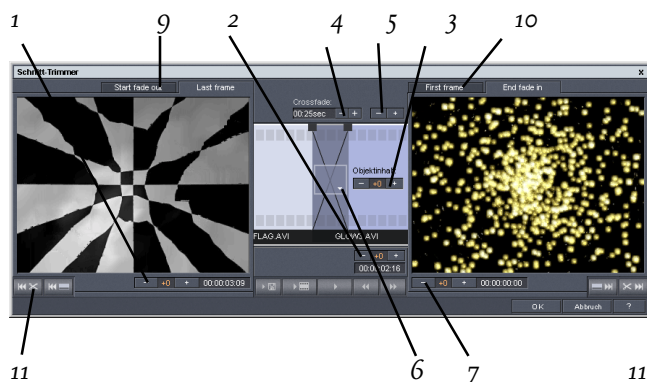 1 9 2 4 5 3 10
Schnitt-Trimmer x
Start fade out Last frame First frame End fade in
Crossfade:
00:25sec − + − +
Objektinhalt
− +0 +
FLAG.AVI GLOW2.AVI
− +0 + 00:00:03:09 − +0 + − +0 + 00:00:00:00
00:00:02:16
OK Abbruch ?
11 6 7 11